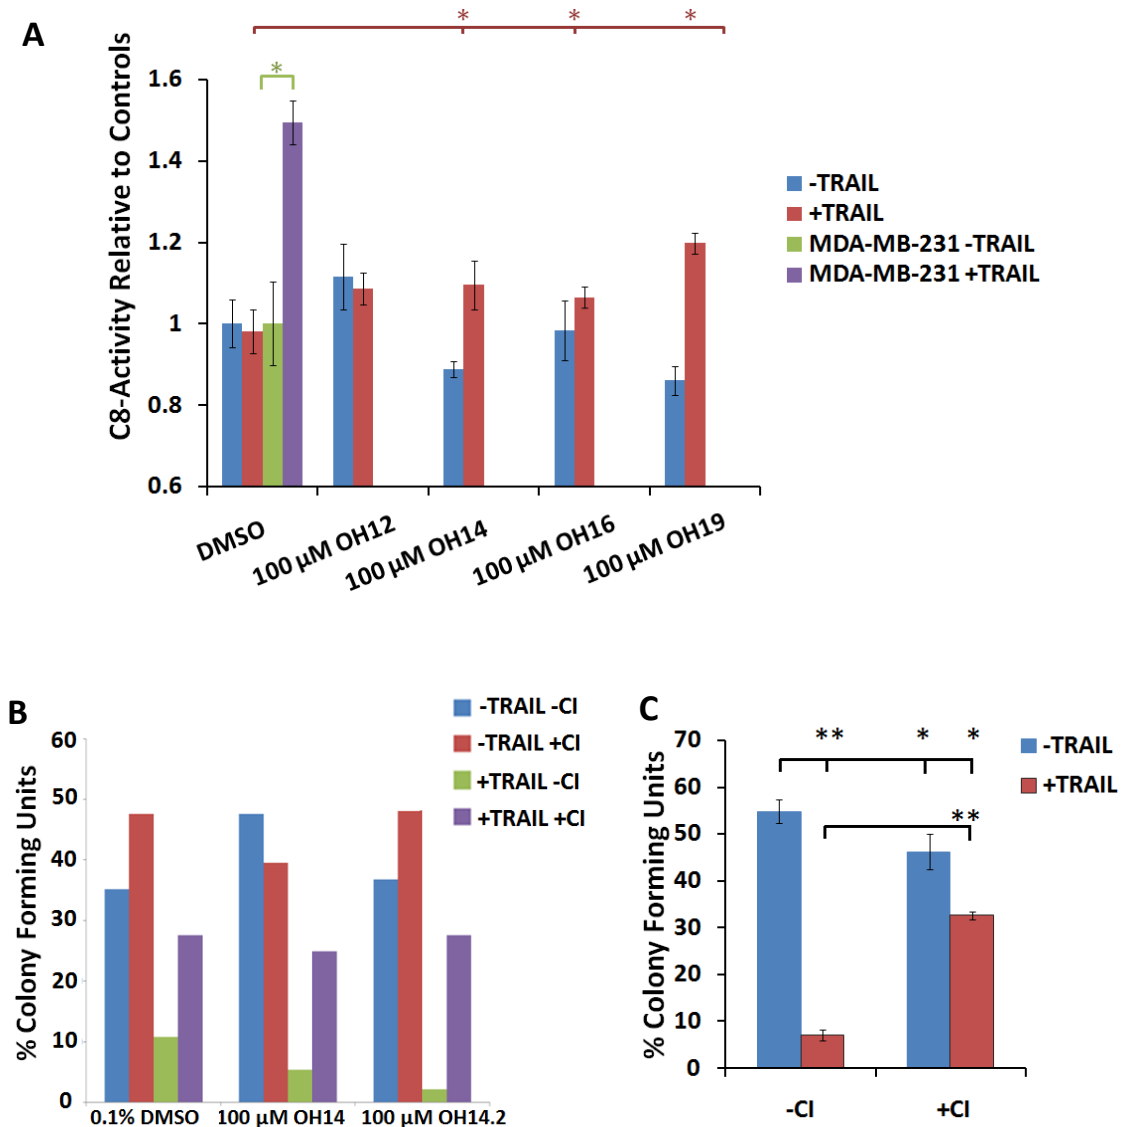 A
C8-Activity Relative to Controls
* * *
*
1.6
1.4
1.2
1
0.8
0.6
DMSO
100 µM OH12
100 µM OH14
100 µM OH16
100 µM OH19
-TRAIL
+TRAIL
MDA-MB-231 -TRAIL
MDA-MB-231 +TRAIL
B
% Colony Forming Units
60
50
40
30
20
10
0
0.1% DMSO
100 µM OH14
100 µM OH14.2
-TRAIL -CI
-TRAIL +CI
+TRAIL -CI
+TRAIL +CI
C
% Colony Forming Units
70
60
50
40
30
20
10
0
** * *
**
-CI
+CI
-TRAIL
+TRAIL